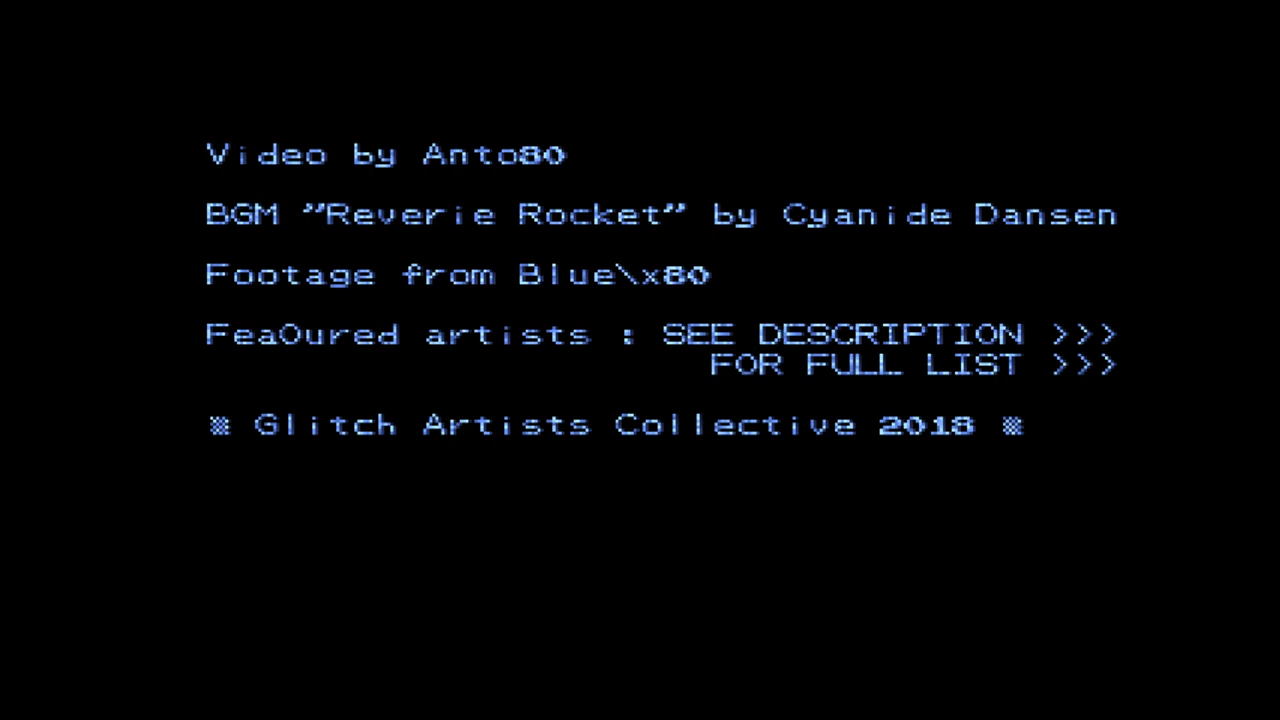 Video by Anto80
BGM "Reverie Rocket" by Cyanide Dansen
Footage from Blue\x80
FeaOured artists : SEE DESCRIPTION >>>
FOR FULL LIST >>>
▒ Glitch Artists Collective 2018 ▒